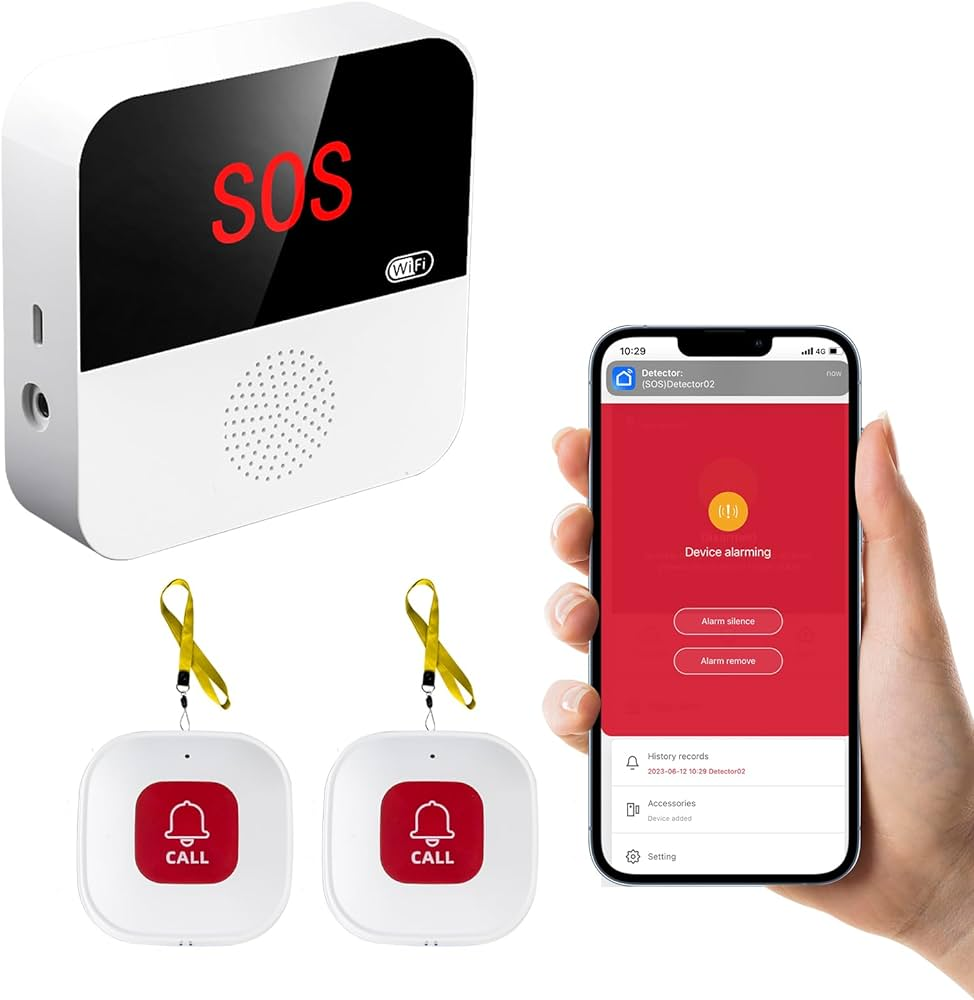 SOS
WiFi
10:29
4G
Detector:
now
(SOS)Detector02
Device alarming
Alarm silence
Alarm remove
History records
2023-06-12 10:29 Detector02
Accessories
Device added
Setting
CALL
CALL